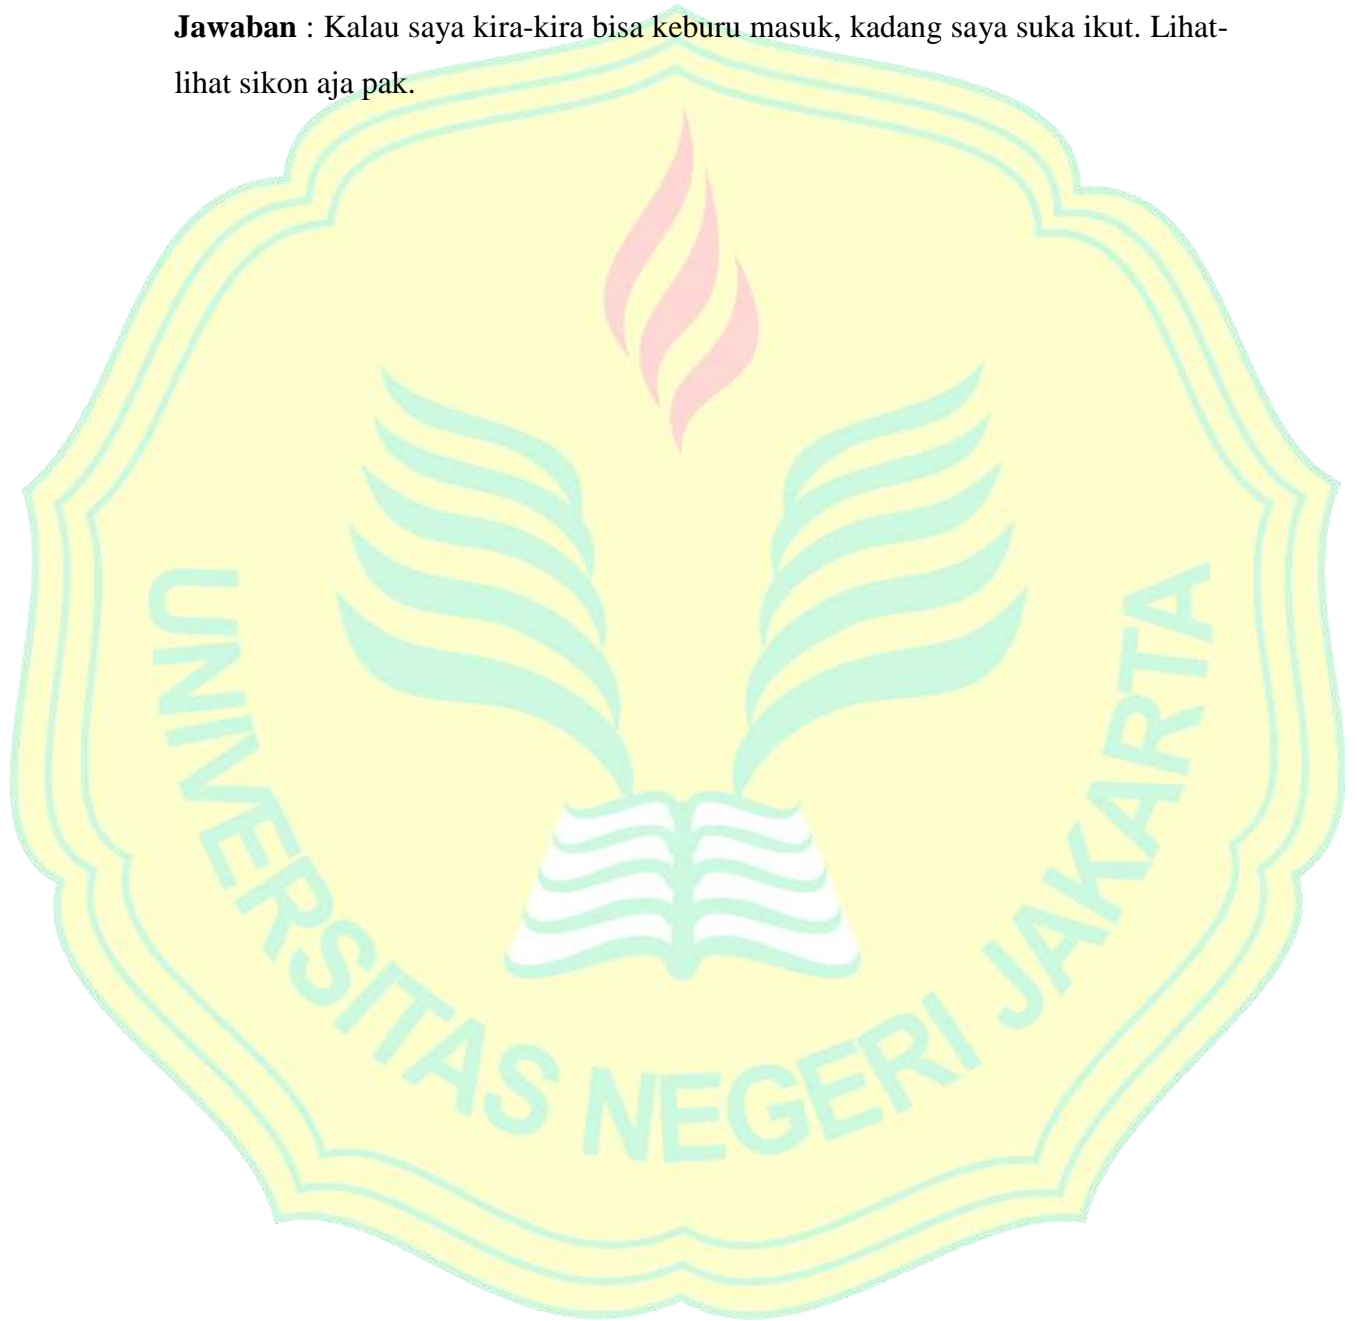 Jawaban : Kalau saya kira-kira bisa keburu masuk, kadang saya suka ikut. Lihat-
lihat sikon aja pak.
UNIVERSITAS NEGERI JAKARTA